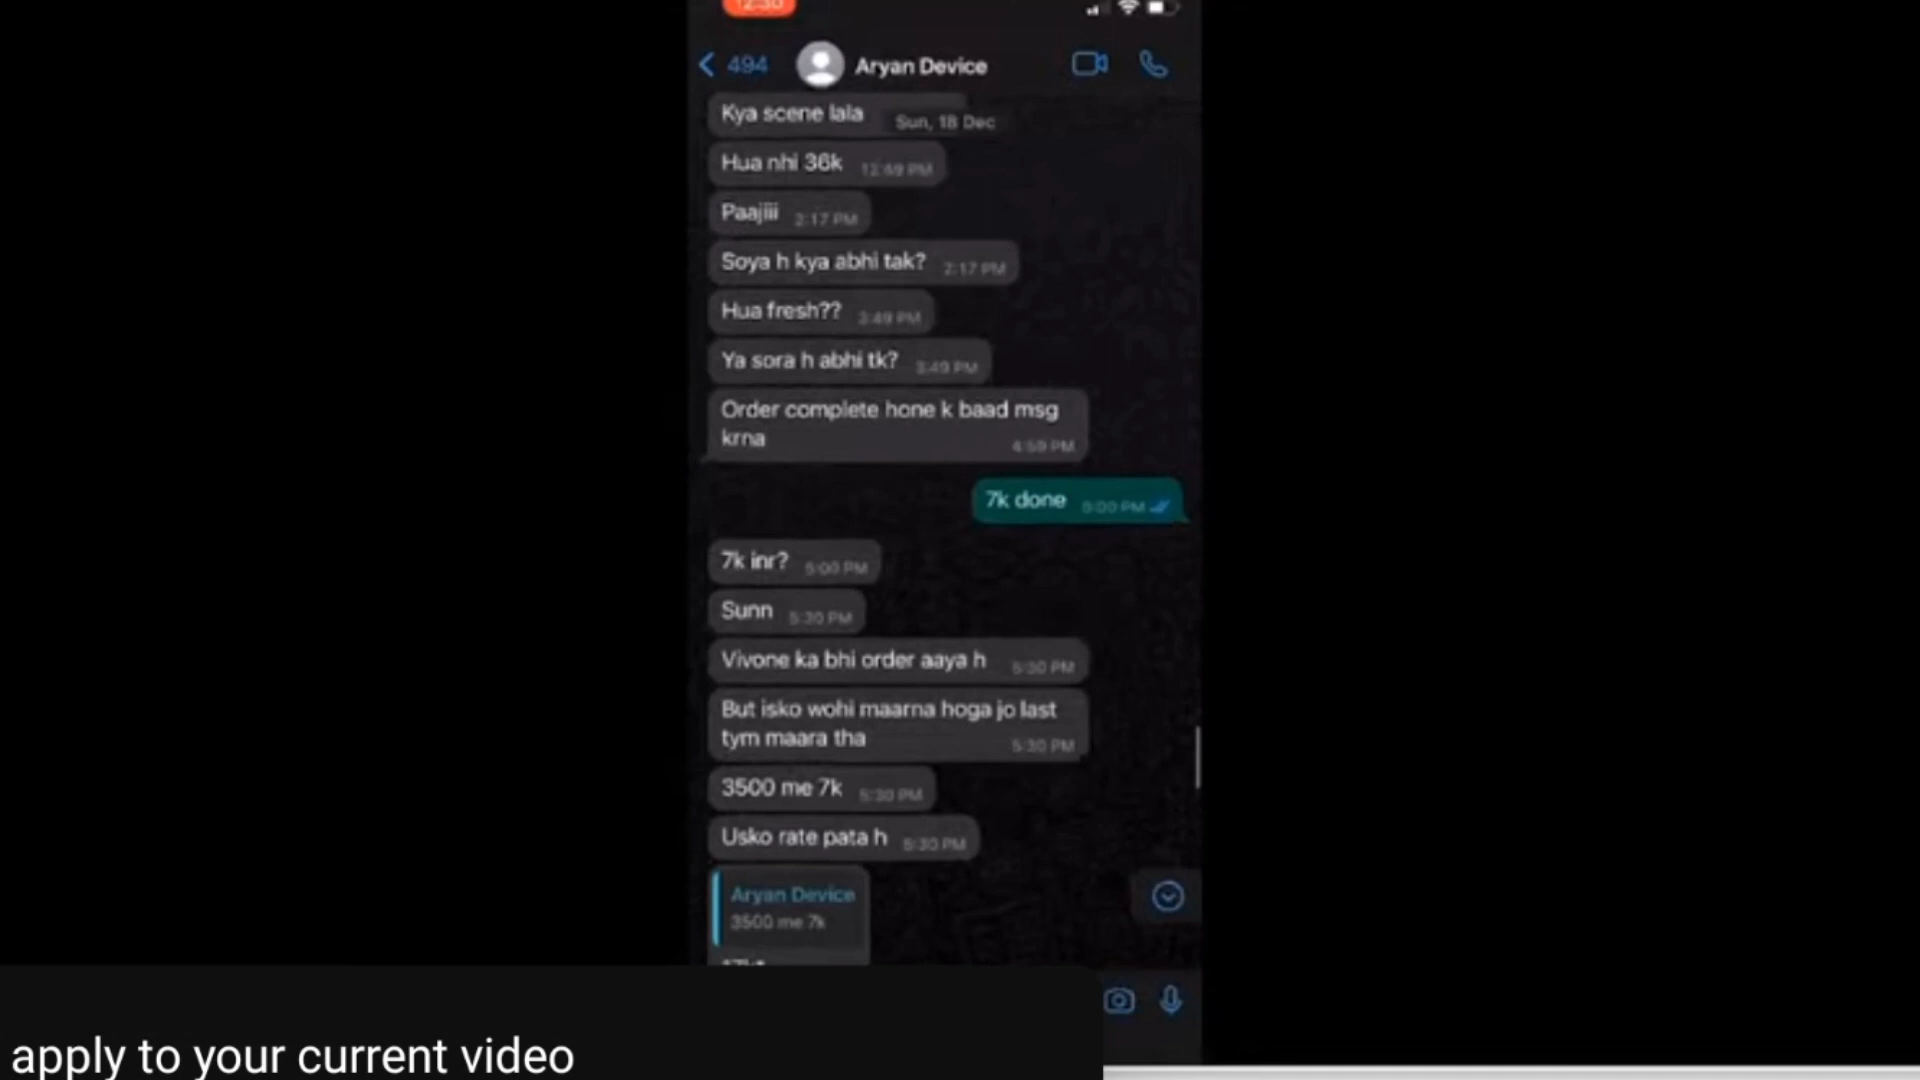 12:30
494
Aryan Device
Kya scene lala
Sun, 18 Dec
Hua nhi 36k 12:49 PM
Paajiii 2:17 PM
Soya h kya abhi tak? 2:17 PM
Hua fresh?? 3:49 PM
Ya sora h abhi tk? 3:49 PM
Order complete hone k baad msg
krna 4:59 PM
7k done 5:00 PM
7k inr? 5:00 PM
Sunn 5:30 PM
Vivone ka bhi order aaya h 5:30 PM
But isko wohi maarna hoga jo last
tym maara tha 5:30 PM
3500 me 7k 5:30 PM
Usko rate pata h 5:30 PM
Aryan Device
3500 me 7k
apply to your current video